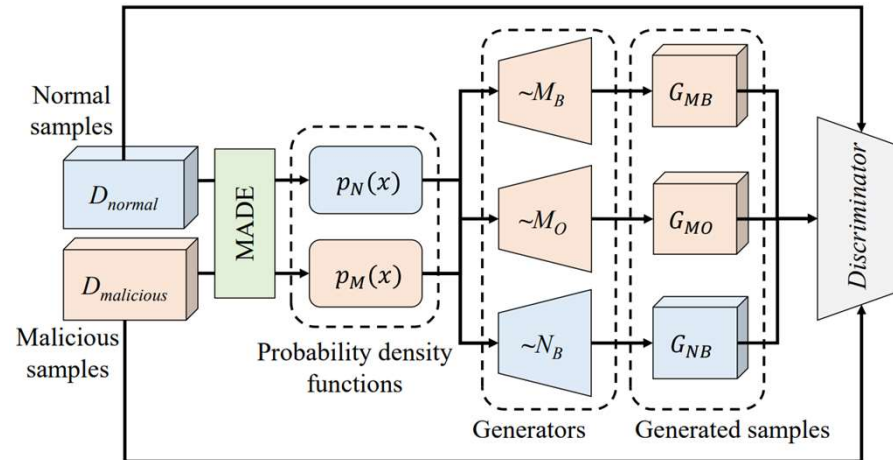 Normal
samples
D_normal
D_malicious
Malicious
samples
MADE
p_N(x)
p_M(x)
Probability density
functions
~M_B
~M_O
~N_B
Generators
G_MB
G_MO
G_NB
Generated samples
Discriminator